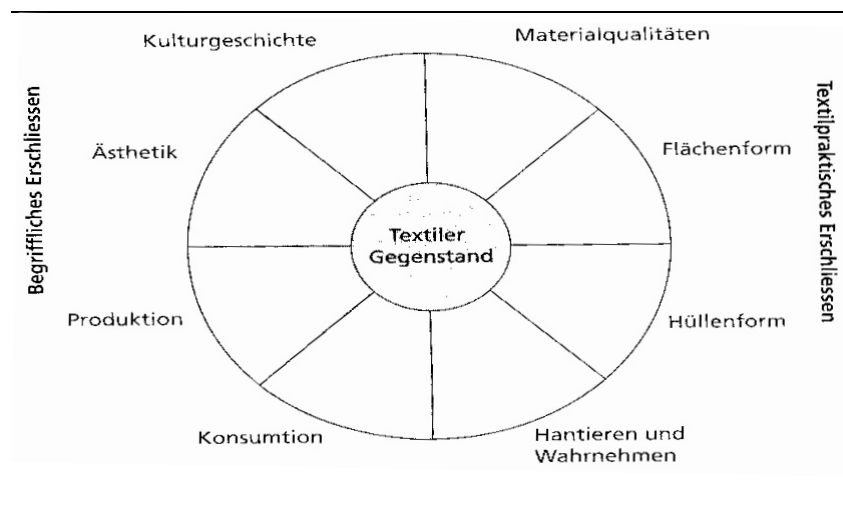 Kulturgeschichte
Materialqualitäten
Begriffliches Erschliessen
Textilpraktisches Erschliessen
Ästhetik
Flächenform
Textiler
Gegenstand
Produktion
Hüllenform
Konsumtion
Hantieren und
Wahrnehmen